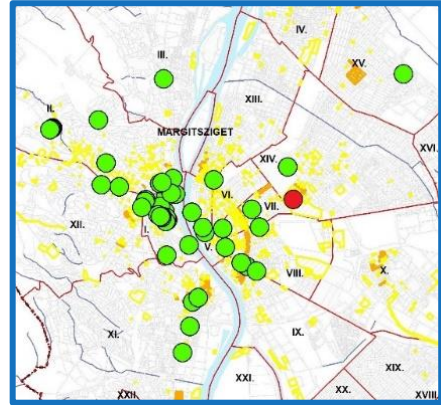 IV.
III.
XV.
II.
XIII.
MARGITSZIGET
XVI.
XIV.
VI.
VII.
XII.
I.
V.
X.
VIII.
XI.
IX.
XIX.
XXI.
XX.
XXII.
XVIII.